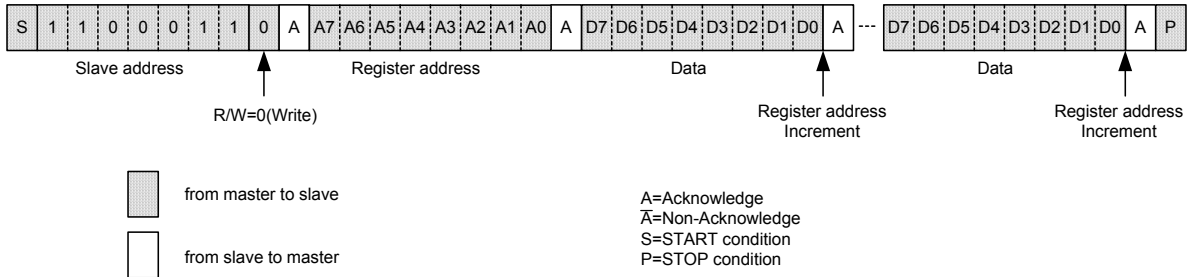 S 1 1 0 0 0 1 1 0 A A7 A6 A5 A4 A3 A2 A1 A0 A D7 D6 D5 D4 D3 D2 D1 D0 A --- D7 D6 D5 D4 D3 D2 D1 D0 A P
Slave address Register address Data Data
R/W=0(Write)
Register address
Increment
Register address
Increment
from master to slave
from slave to master
A=Acknowledge
A̅=Non-Acknowledge
S=START condition
P=STOP condition